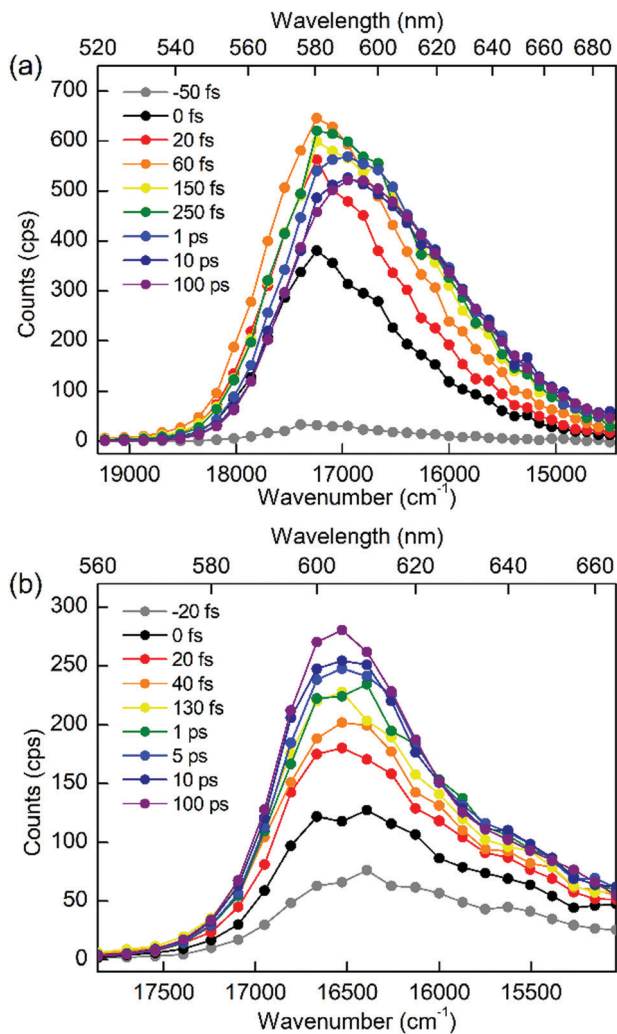 Wavelength (nm)
520 540 560 580 600 620 640 660 680
(a)
700
600
500
400
300
200
100
0
Counts (cps)
-50 fs
0 fs
20 fs
60 fs
150 fs
250 fs
1 ps
10 ps
100 ps
19000 18000 17000 16000 15000
Wavenumber (cm⁻¹)
Wavelength (nm)
560 580 600 620 640 660
(b)
300
250
200
150
100
50
0
Counts (cps)
-20 fs
0 fs
20 fs
40 fs
130 fs
1 ps
5 ps
10 ps
100 ps
17500 17000 16500 16000 15500
Wavenumber (cm⁻¹)